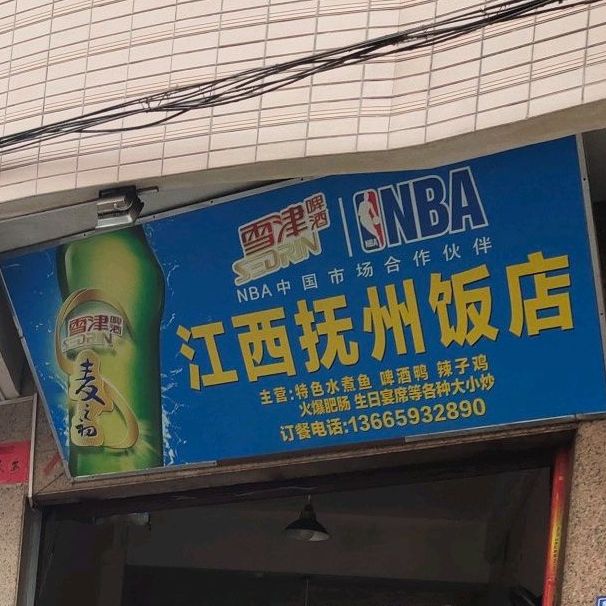 雪津啤酒
SEDRIN
NBA
NBA
NBA中国市场合作伙伴
江西抚州饭店
主营:特色水煮鱼 啤酒鸭 辣子鸡
火爆肥肠 生日宴席等各种大小炒
订餐电话:13665932890
雪津啤酒
SEDRIN
麦之初